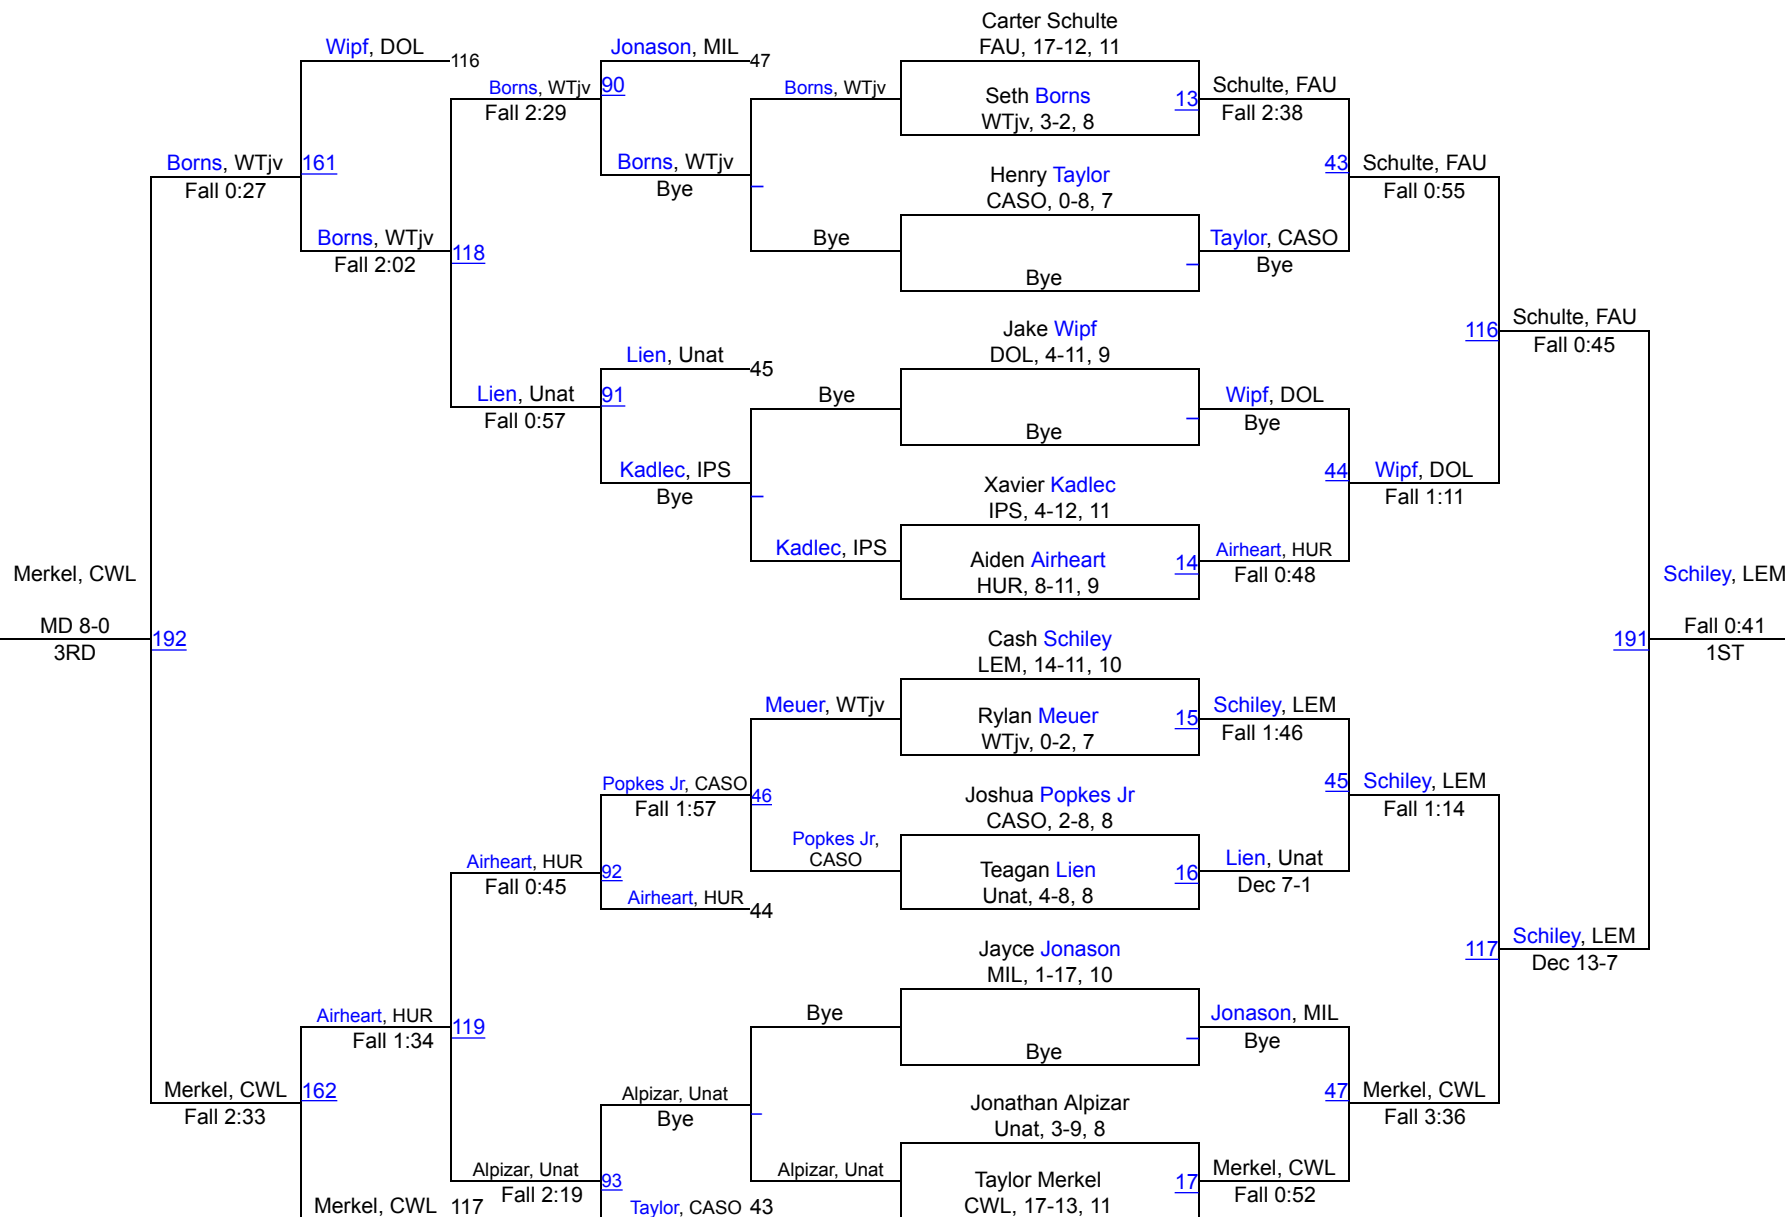 Carter Schulte
FAU, 17-12, 11
Wipf, DOL
116
Jonason, MIL
47
Borns, WTjv
Fall 2:29
90
Borns, WTjv
Seth Borns
WTjv, 3-2, 8
13
Schulte, FAU
Fall 2:38
Borns, WTjv
Fall 0:27
161
Borns, WTjv
Bye
Henry Taylor
CASO, 0-8, 7
43
Schulte, FAU
Fall 0:55
Borns, WTjv
Fall 2:02
118
Bye
Bye
Taylor, CASO
Bye
Jake Wipf
DOL, 4-11, 9
116
Schulte, FAU
Fall 0:45
Lien, Unat
45
Lien, Unat
Fall 0:57
91
Bye
Bye
Wipf, DOL
Bye
Kadlec, IPS
Bye
Xavier Kadlec
IPS, 4-12, 11
44
Wipf, DOL
Fall 1:11
Kadlec, IPS
Aiden Airheart
HUR, 8-11, 9
14
Airheart, HUR
Fall 0:48
Merkel, CWL
MD 8-0
3RD
192
Schiley, LEM
Fall 0:41
1ST
191
Cash Schiley
LEM, 14-11, 10
Meuer, WTjv
Rylan Meuer
WTjv, 0-2, 7
15
Schiley, LEM
Fall 1:46
Popkes Jr, CASO
Fall 1:57
46
Joshua Popkes Jr
CASO, 2-8, 8
45
Schiley, LEM
Fall 1:14
Popkes Jr,
CASO
Airheart, HUR
Fall 0:45
92
Teagan Lien
Unat, 4-8, 8
16
Lien, Unat
Dec 7-1
Airheart, HUR
44
Jayce Jonason
MIL, 1-17, 10
117
Schiley, LEM
Dec 13-7
Airheart, HUR
Fall 1:34
119
Bye
Bye
Jonason, MIL
Bye
Merkel, CWL
Fall 2:33
162
Alpizar, Unat
Bye
Jonathan Alpizar
Unat, 3-9, 8
47
Merkel, CWL
Fall 3:36
Alpizar, Unat
Fall 2:19
93
Alpizar, Unat
Taylor Merkel
CWL, 17-13, 11
17
Merkel, CWL
Fall 0:52
Merkel, CWL
117
Taylor, CASO
43